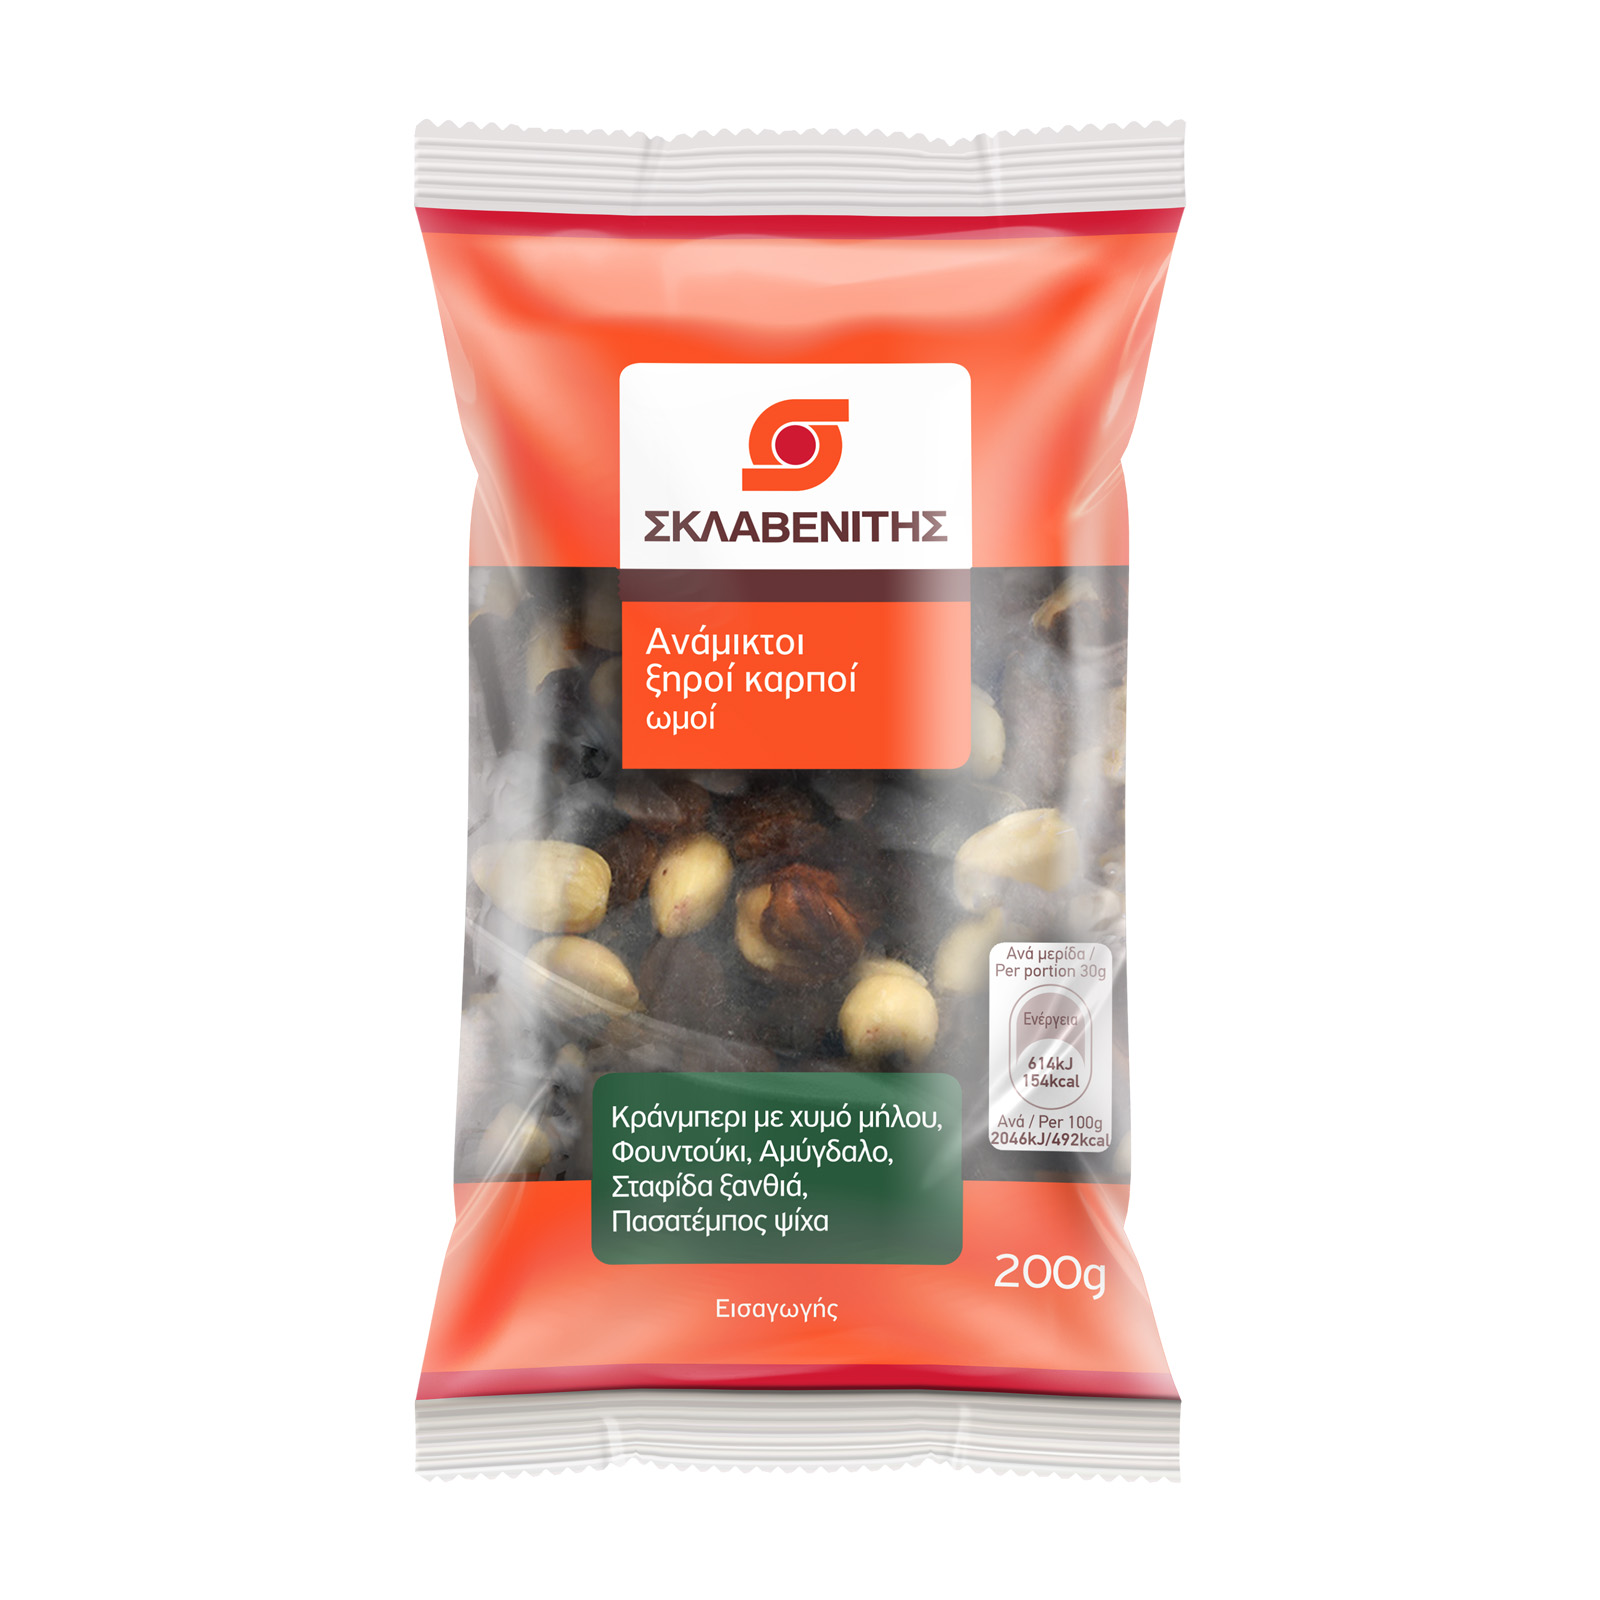 ΣΚΛΑΒΕΝΙΤΗΣ
Ανάμικτοι
ξηροί καρποί
ωμοί
Ανά μερίδα /
Per portion 30g
Ενέργεια
614kJ
154kcal
Ανά / Per 100g
2046kJ/492kcal
Κράνμπερι με χυμό μήλου,
Φουντούκι, Αμύγδαλο,
Σταφίδα ξανθιά,
Πασατέμπος ψίχα
200g
Εισαγωγής